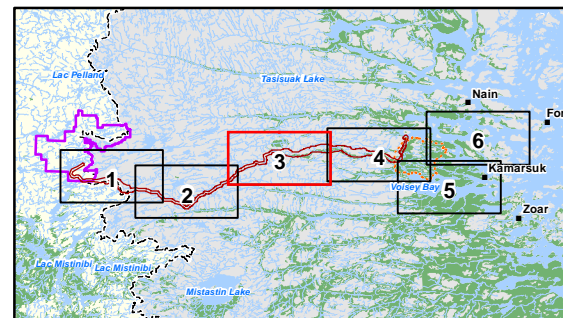 Lac Pelland
Tasisuak Lake
Nain
For
6
3
4
Kamarsuk
1
2
Voisey Bay
5
Zoar
Lac Mistinibi
Lac Mistinibi
Mistastin Lake